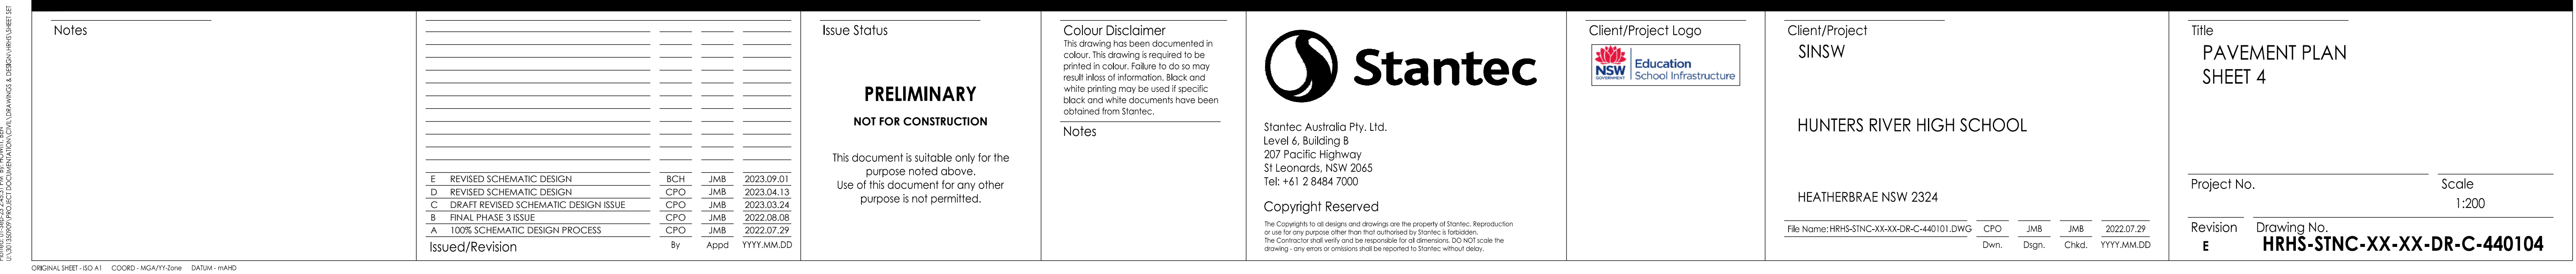 Notes
E REVISED SCHEMATIC DESIGN BCH JMB 2023.09.01
D REVISED SCHEMATIC DESIGN CPO JMB 2023.04.13
C DRAFT REVISED SCHEMATIC DESIGN ISSUE CPO JMB 2023.03.24
B FINAL PHASE 3 ISSUE CPO JMB 2022.08.08
A 100% SCHEMATIC DESIGN PROCESS CPO JMB 2022.07.29
Issued/Revision By Appd YYYY.MM.DD
Issue Status
PRELIMINARY
NOT FOR CONSTRUCTION
This document is suitable only for the
purpose noted above.
Use of this document for any other
purpose is not permitted.
Colour Disclaimer
This drawing has been documented in
colour. This drawing is required to be
printed in colour. Failure to do so may
result inloss of information. Black and
white printing may be used if specific
black and white documents have been
obtained from Stantec.
Notes
Stantec
Stantec Australia Pty. Ltd.
Level 6, Building B
207 Pacific Highway
St Leonards, NSW 2065
Tel: +61 2 8484 7000
Copyright Reserved
The Copyrights to all designs and drawings are the property of Stantec. Reproduction
or use for any purpose other than that authorised by Stantec is forbidden.
The Contractor shall verify and be responsible for all dimensions. DO NOT scale the
drawing - any errors or omissions shall be reported to Stantec without delay.
Client/Project Logo
NSW
GOVERNMENT
Education
School Infrastructure
Client/Project
SINSW
HUNTERS RIVER HIGH SCHOOL
HEATHERBRAE NSW 2324
File Name: HRHS-STNC-XX-XX-DR-C-440101.DWG CPO JMB JMB 2022.07.29
Dwn. Dsgn. Chkd. YYYY.MM.DD
Title
PAVEMENT PLAN
SHEET 4
Project No. Scale
1:200
Revision Drawing No.
E HRHS-STNC-XX-XX-DR-C-440104
ORIGINAL SHEET - ISO A1 COORD - MGA/YY-Zone DATUM - mAHD
U:\301350909\PROJECT DOCUMENTATION\CIVIL\DRAWINGS & DESIGN\HRHS\SHEET SET